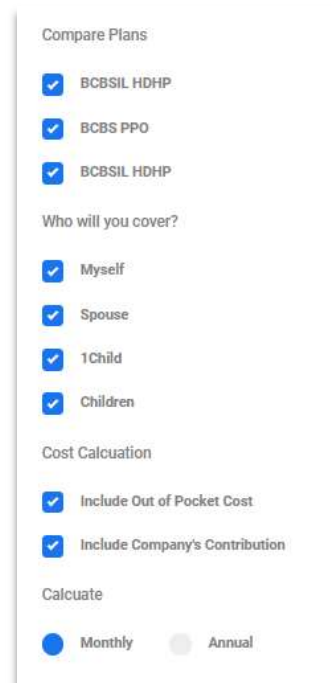 Compare Plans
BCBSIL HDHP
BCBS PPO
BCBSIL HDHP
Who will you cover?
Myself
Spouse
1Child
Children
Cost Calcuation
Include Out of Pocket Cost
Include Company's Contribution
Calcuate
Monthly Annual